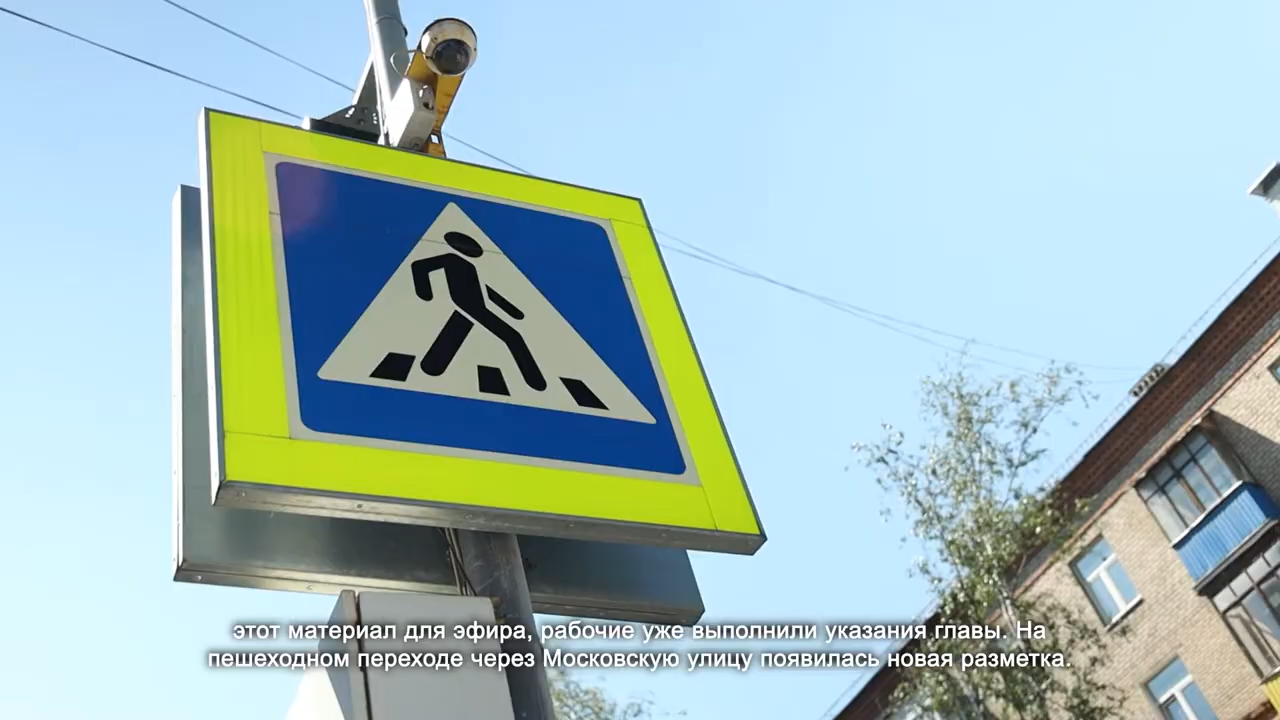 этот материал для эфира, рабочие уже выполнили указания главы. На
пешеходном переходе через Московскую улицу появилась новая разметка.